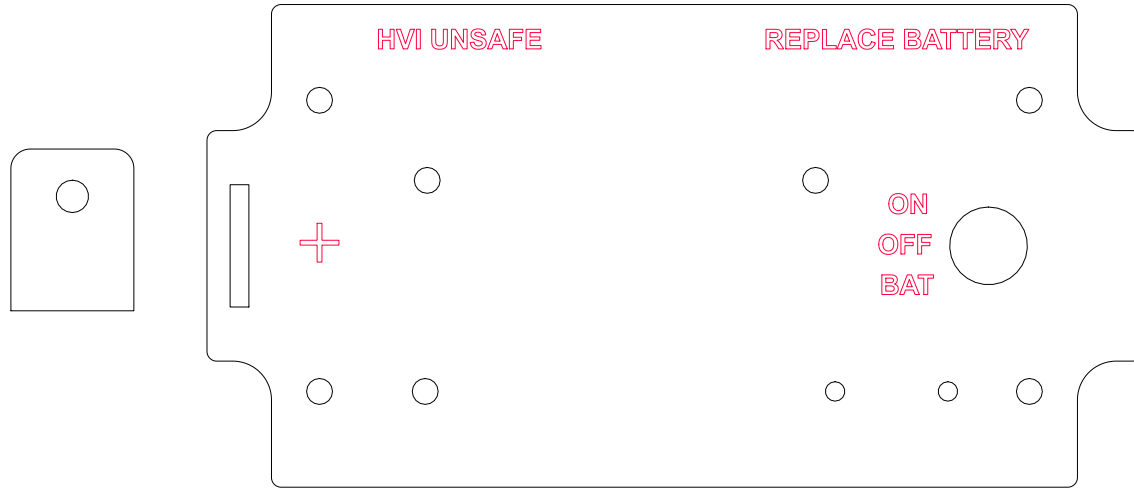 HVI UNSAFE
REPLACE BATTERY
ON
+
OFF
BAT